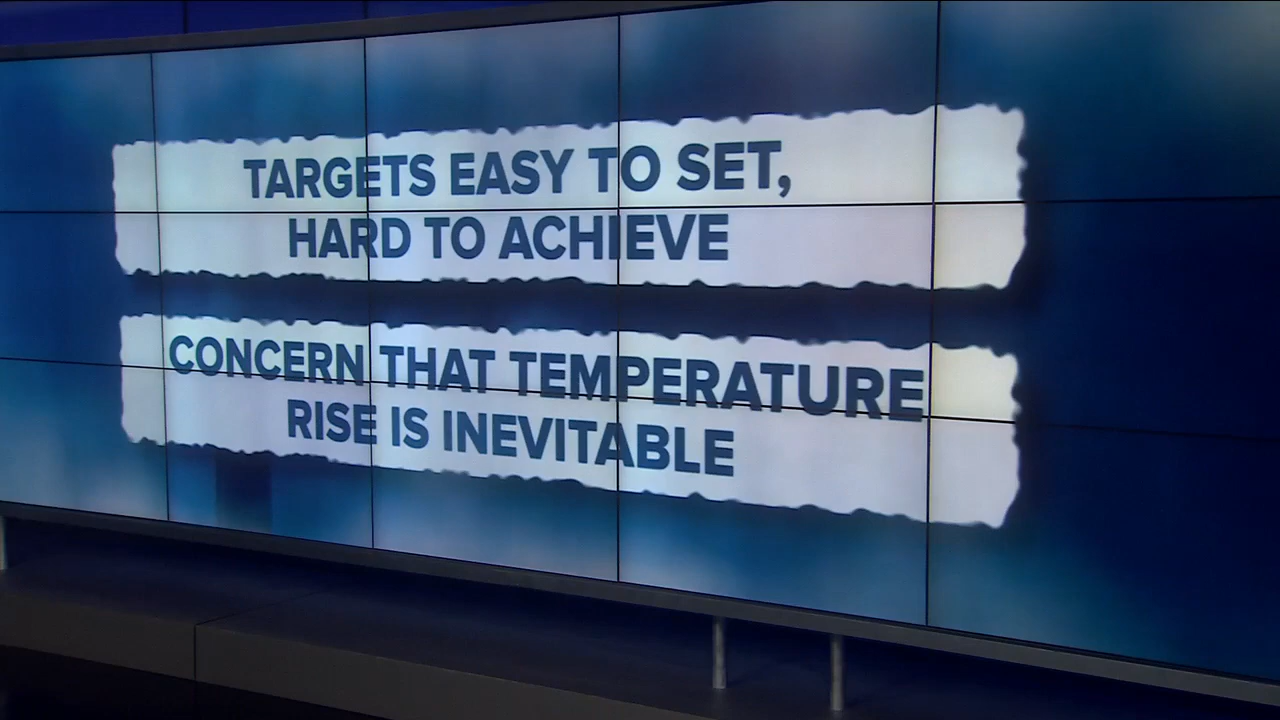 TARGETS EASY TO SET,
HARD TO ACHIEVE
CONCERN THAT TEMPERATURE
RISE IS INEVITABLE